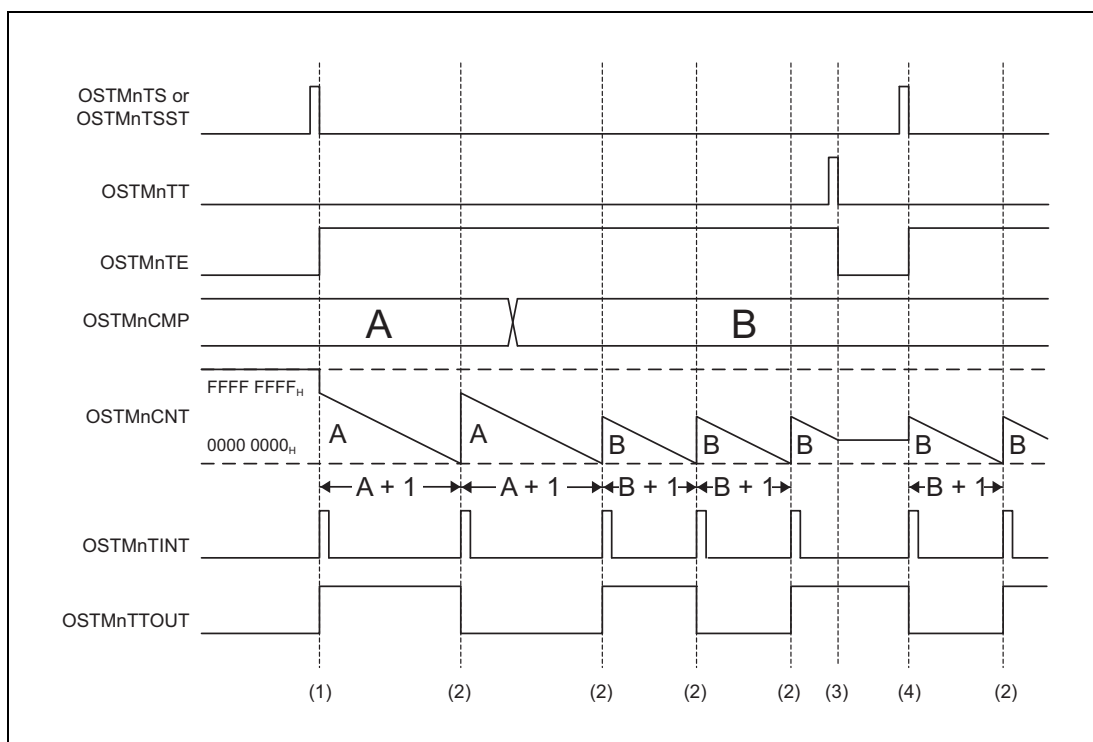 OSTMnTS or
OSTMnTSST
OSTMnTT
OSTMnTE
OSTMnCMP
A
B
FFFF FFFFH
OSTMnCNT
0000 0000H
A
A
B
B
B
B
B
A + 1
A + 1
B + 1
B + 1
B + 1
OSTMnTINT
OSTMnTTOUT
(1)
(2)
(2)
(2)
(2)
(3)
(4)
(2)